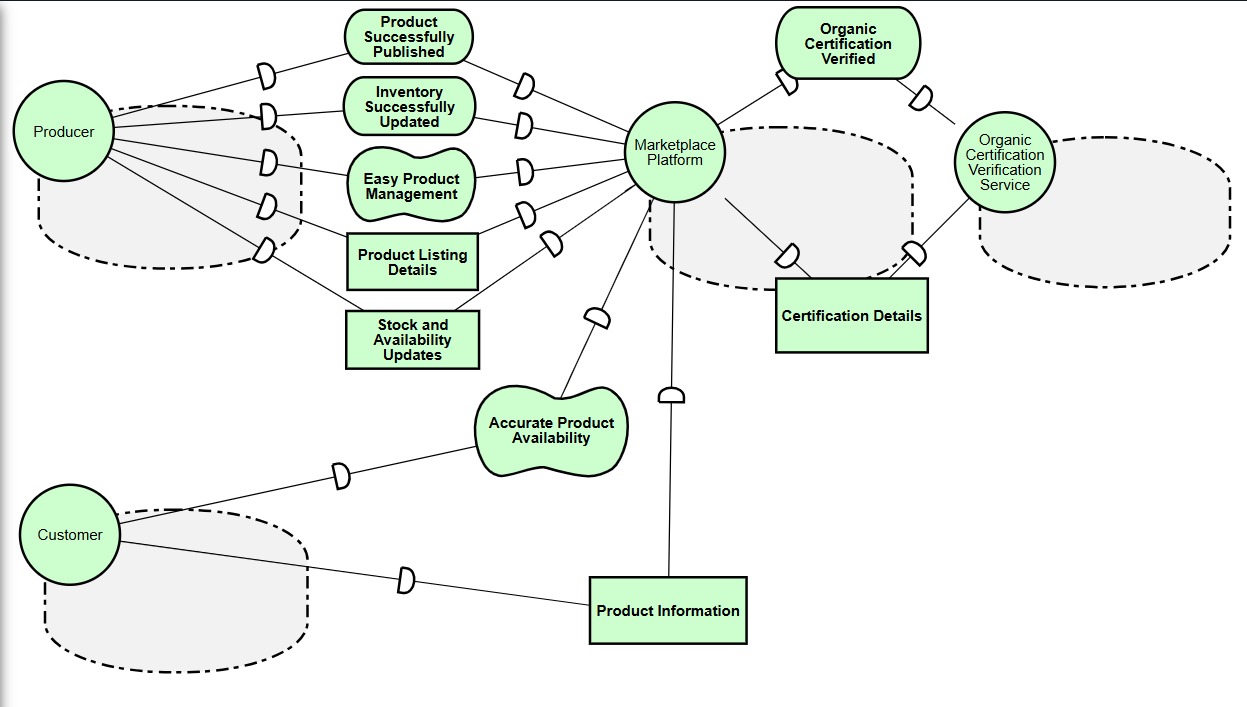 Product
Successfully
Published
Organic
Certification
Verified
Producer
Inventory
Successfully
Updated
Marketplace
Platform
Organic
Certification
Verification
Service
Easy Product
Management
Product Listing
Details
Stock and
Availability
Updates
Certification Details
Accurate Product
Availability
Customer
Product Information